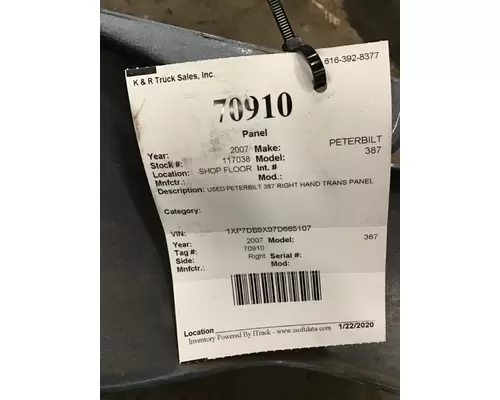 K & R Truck Sales, Inc. 616-392-8377
70910
Panel
Year: 2007 Make: PETERBILT
Stock #: 117038 Model: 387
Location: SHOP FLOOR Int. #
Mnfctr.: Mod.:
Description: USED PETERBILT 387 RIGHT HAND TRANS PANEL
Category:
VIN: 1XP7DB9X97D665107
Year: 2007 Model: 387
Tag #: 70910
Side: Right Serial #:
Mnfctr.: Mod:
Location
Inventory Powered By ITrack - www.isoftdata.com 1/22/2020